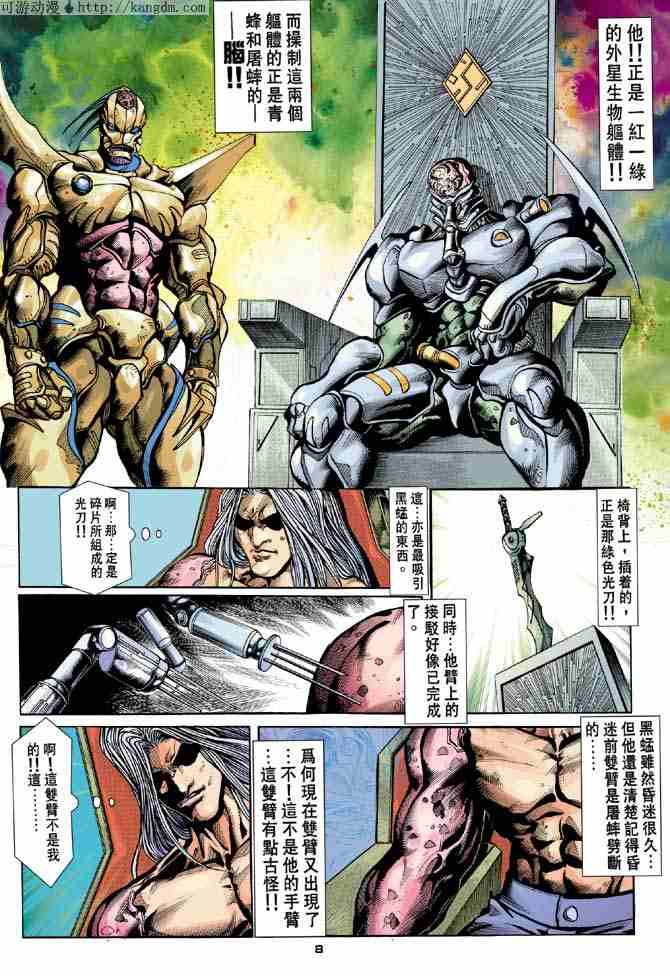 可游动漫 ♠ http://kangdm.com
他!!正是一紅一綠
的外星生物軀體!!
而操制這兩個
軀體的正是青
蜂和屠蟀的—
—腦!!
椅背上，插着的，
正是那綠色光刀!!
這…亦是最吸引
黑蜢的東西。
啊…那一定是
碎片所組成的
光刀!!
同時…他臂上的
接駁好像已完成
了。
黑蜢雖然昏迷很久…
但他還是清楚記得昏
迷前雙臂是屠蟀劈斷
的……
爲何現在雙臂又出現了
…不！這不是他的手臂
…這雙臂有點古怪!!
啊！這雙臂不是我
的!!這………
8